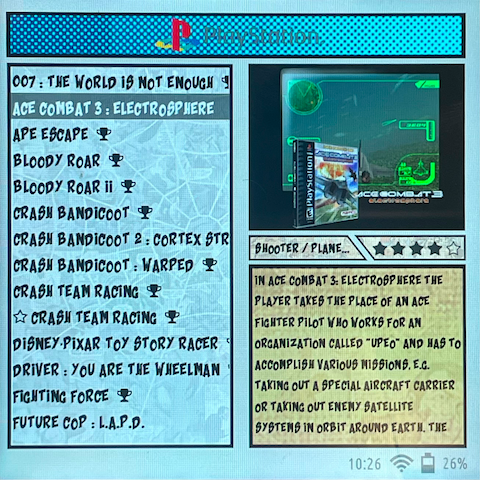 PlayStation
007 : THE WORLD IS NOT ENOUGH
ACE COMBAT 3 : ELECTROSPHERE
APE ESCAPE
BLOODY ROAR
BLOODY ROAR II
CRASH BANDICOOT
CRASH BANDICOOT 2 : CORTEX STR
CRASH BANDICOOT : WARPED
CRASH TEAM RACING
☆ CRASH TEAM RACING
DISNEY•PIXAR TOY STORY RACER
DRIVER : YOU ARE THE WHEELMAN
FIGHTING FORCE
FUTURE COP : L.A.P.D.
PlayStation
ACE COMBAT 3
electrosphere
SHOOTER / PLANE...
IN ACE COMBAT 3: ELECTROSPHERE THE
PLAYER TAKES THE PLACE OF AN ACE
FIGHTER PILOT WHO WORKS FOR AN
ORGANIZATION CALLED "UPEO" AND HAS TO
ACCOMPLISH VARIOUS MISSIONS, E.G.
TAKING OUT A SPECIAL AIRCRAFT CARRIER
OR TAKING OUT ENEMY SATELLITE
SYSTEMS IN ORBIT AROUND EARTH. THE
10:26 26%